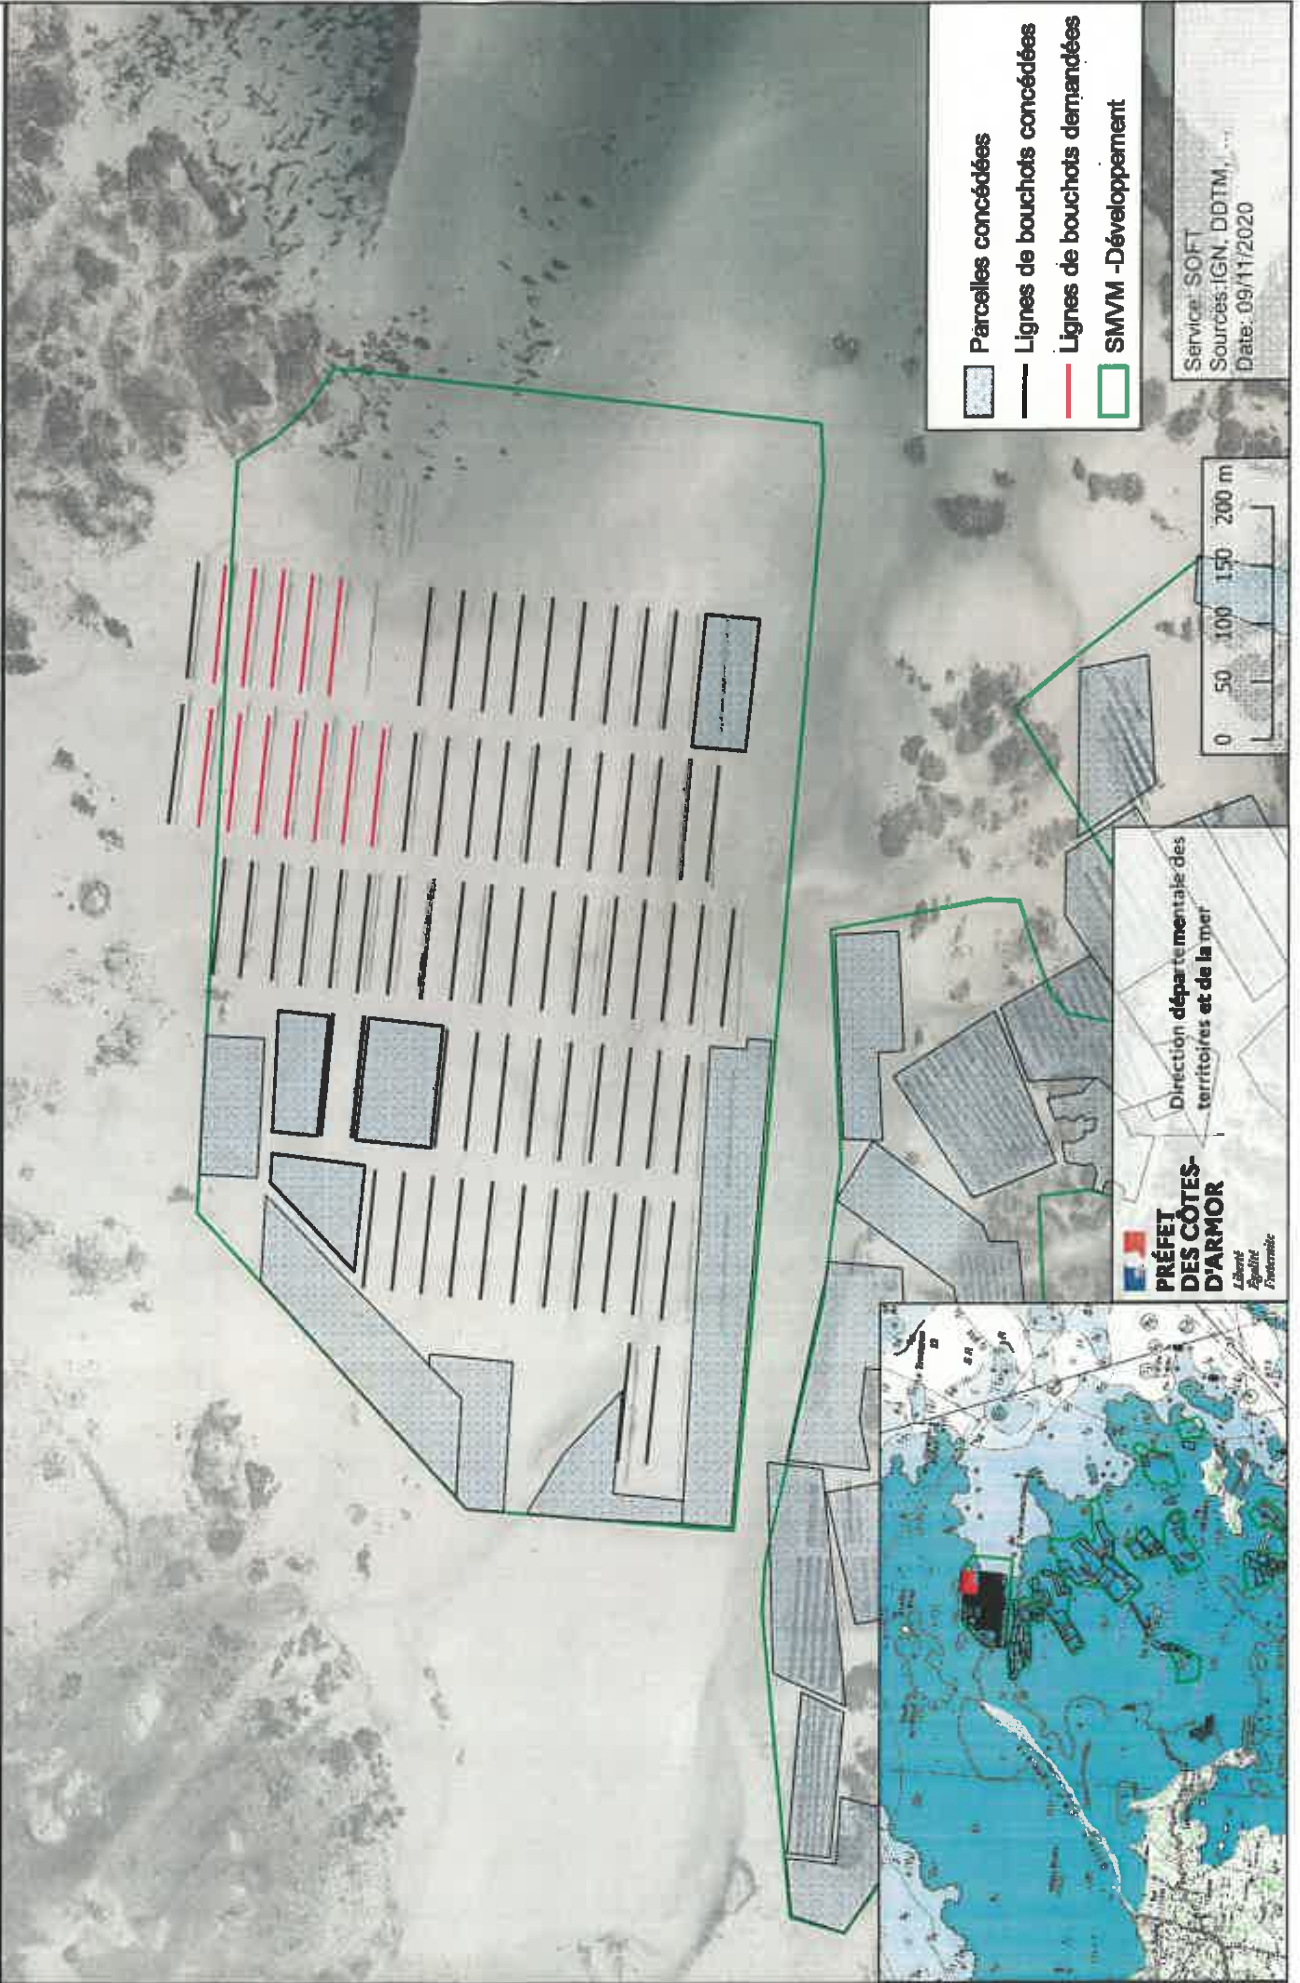 Parcelles concédées
Lignes de bouchots concédées
Lignes de bouchots demandées
SMVM -Développement
Service: SOFT
Sources:IGN, DDTM, ...
Date: 09/11/2020
0 50 100 150 200 m
Direction départementale des
territoires et de la mer
PRÉFET
DES CÔTES-
D'ARMOR
Liberté
Égalité
Fraternité